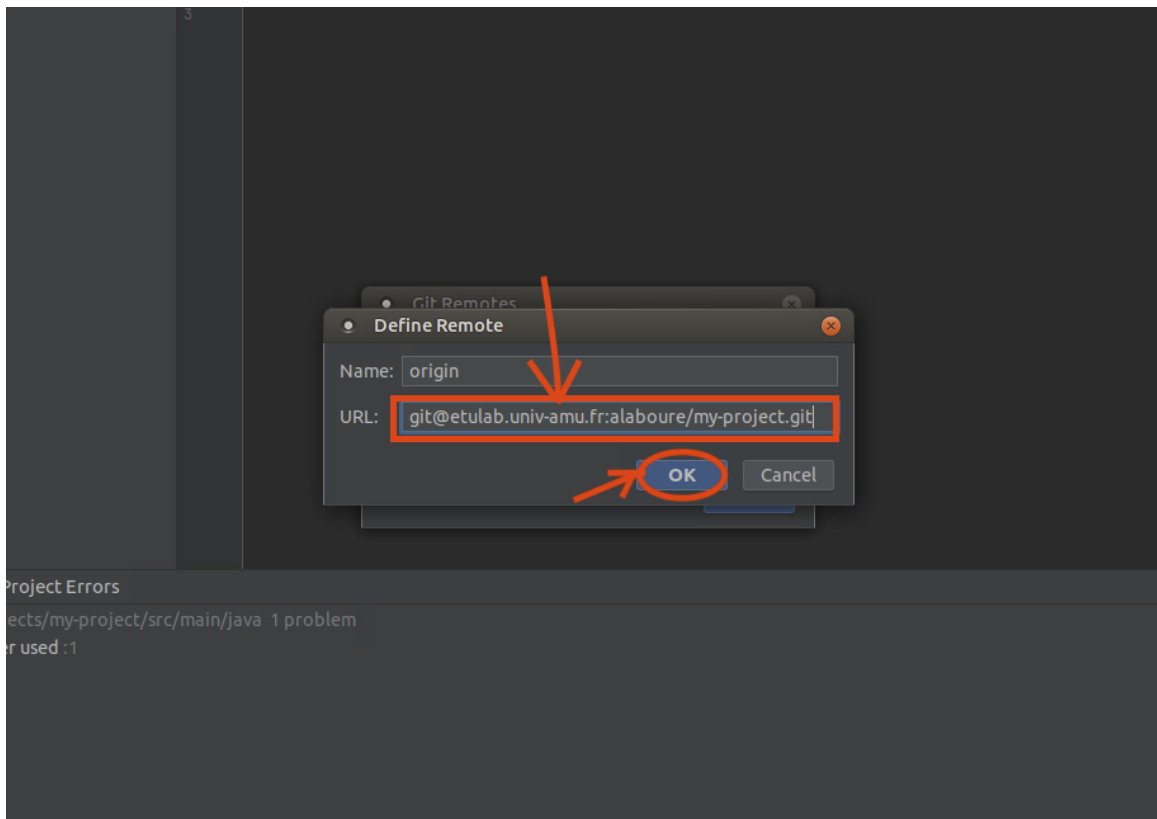 3
Git Remotes
Define Remote
Name: origin
URL: git@etulab.univ-amu.fr:alaboure/my-project.git
OK Cancel
Project Errors
ects/my-project/src/main/java 1 problem
er used :1